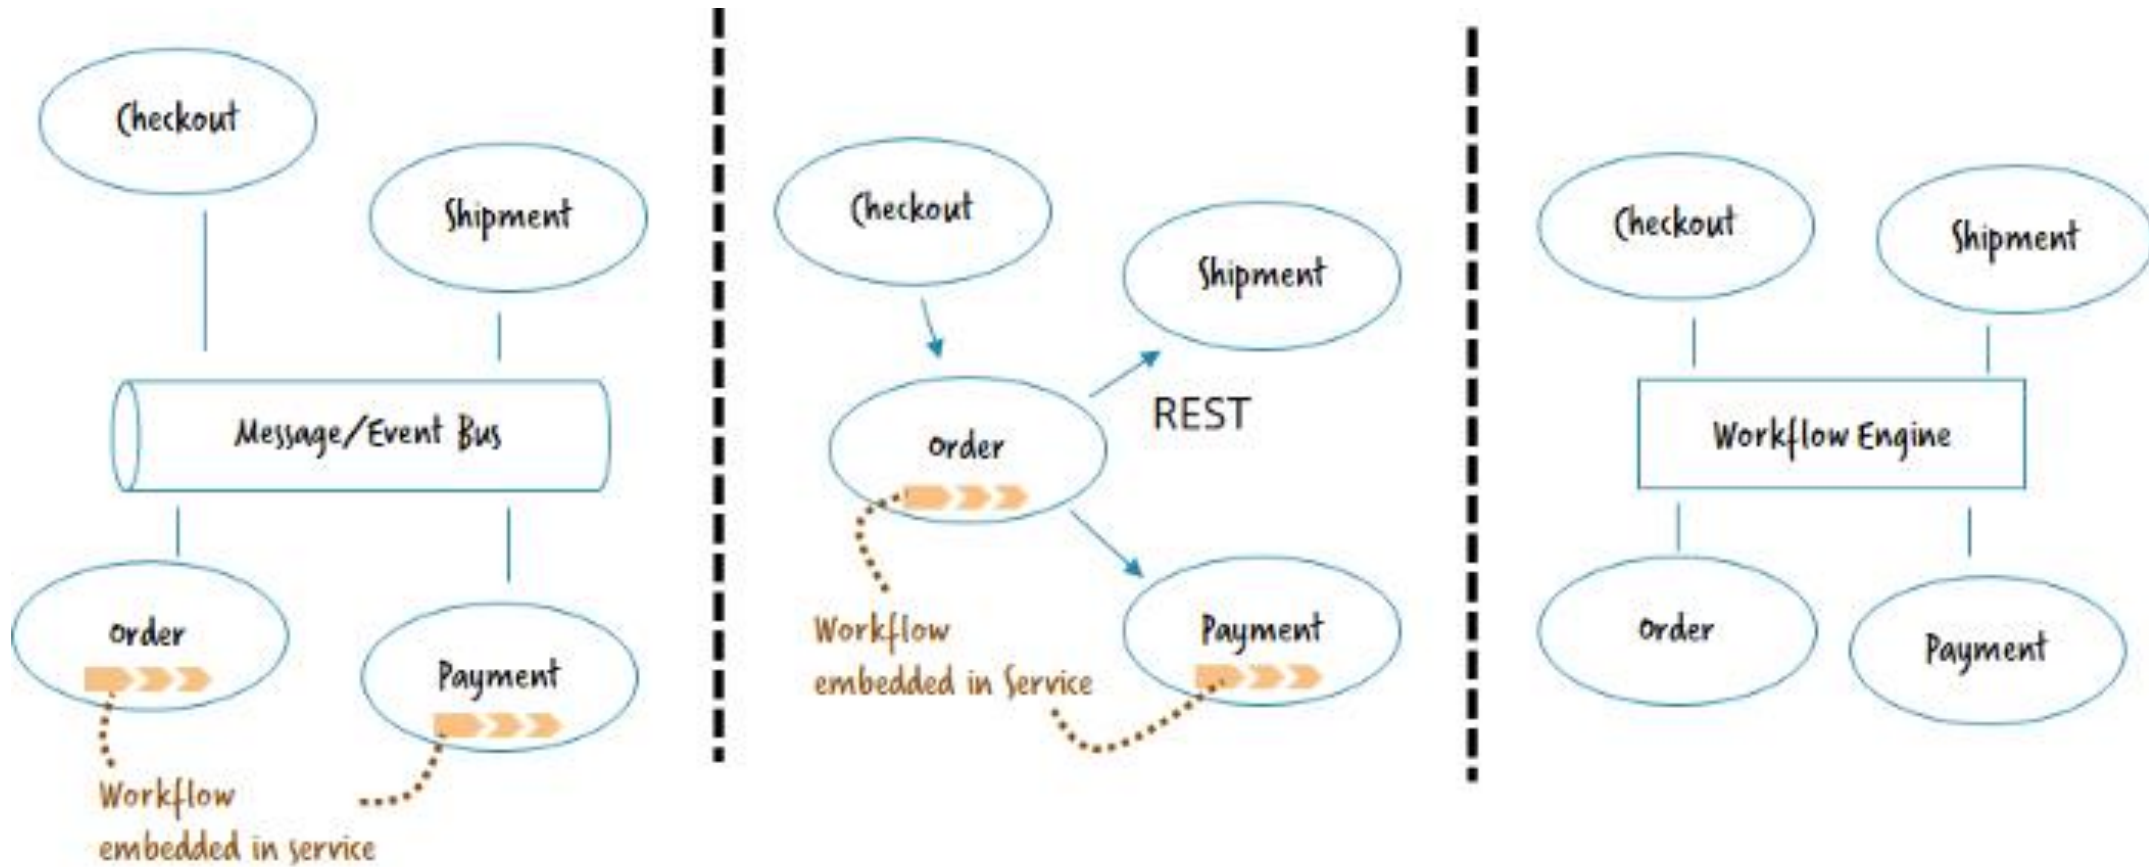 Checkout
Shipment
Message/Event Bus
Order
Payment
Workflow
embedded in service
Checkout
Shipment
REST
Order
Workflow
embedded in Service
Payment
Checkout
Shipment
Workflow Engine
Order
Payment